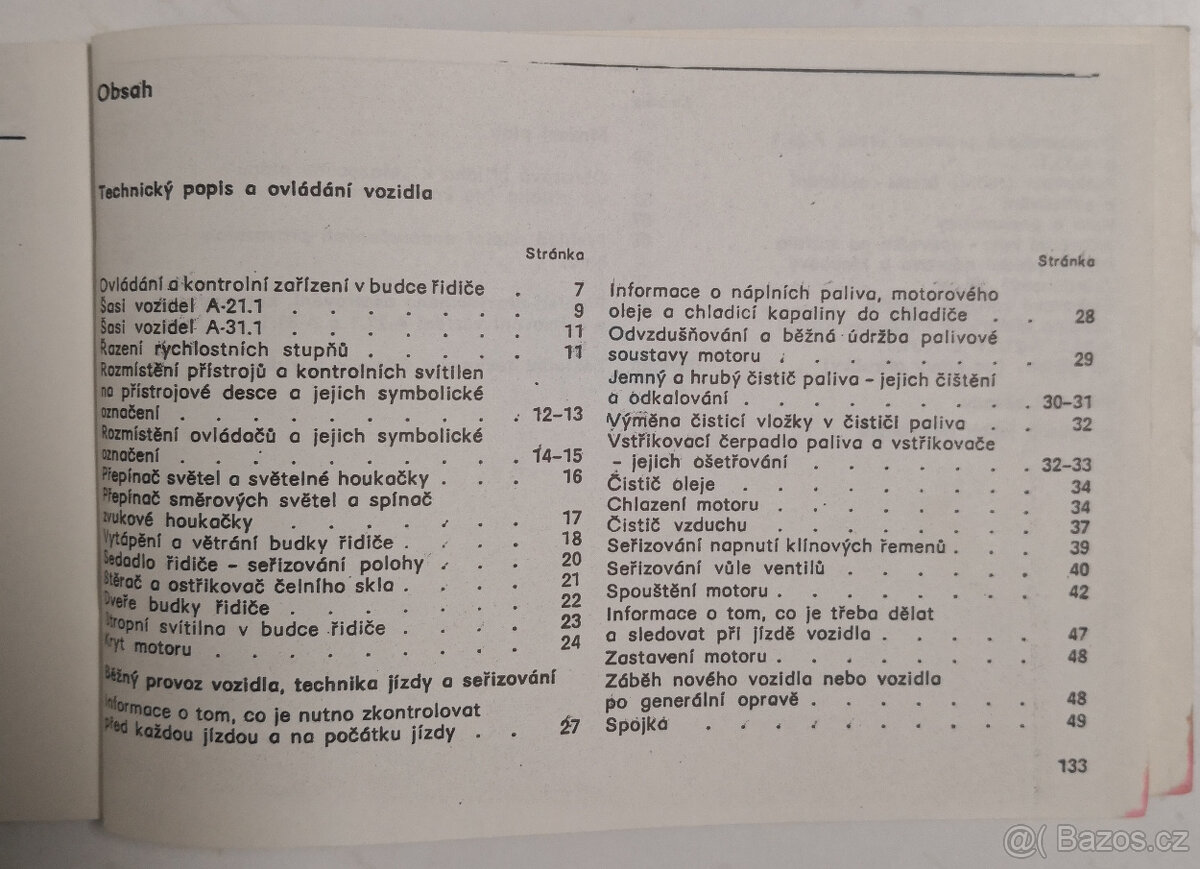 Obsah
Technický popis a ovládání vozidla
Stránka
Ovládání a kontrolní zařízení v budce řidiče . 7
Šasi vozidel A-21.1 . . . . . . . 9
Šasi vozidel A-31.1 . . . . . . . 11
Řazení rychlostních stupňů . . . . . 11
Rozmístění přístrojů a kontrolních svítilen
na přístrojové desce a jejich symbolické
označení . . . . . . . . . . 12–13
Rozmístění ovládačů a jejich symbolické
označení . . . . . . . . . . 14–15
Přepínač světel a světelné houkačky . . . 16
Přepínač směrových světel a spínač
zvukové houkačky . . . . . . . 17
Vytápění a větrání budky řidiče . . . . 18
Sedadlo řidiče – seřizování polohy . . . 20
Stěrač a ostřikovač čelního skla . . . . 21
Dveře budky řidiče . . . . . . . 22
Stropní svítilna v budce řidiče . . . . 23
Kryt motoru . . . . . . . . . 24
Běžný provoz vozidla, technika jízdy a seřizování
Informace o tom, co je nutno zkontrolovat
před každou jízdou a na počátku jízdy . . 27
Stránka
Informace o náplních paliva, motorového
oleje a chladicí kapaliny do chladiče . . 28
Odvzdušňování a běžná údržba palivové
soustavy motoru . . . . . . . 29
Jemný a hrubý čistič paliva – jejich čištění
a odkalování . . . . . . . . 30–31
Výměna čisticí vložky v čističi paliva . . 32
Vstřikovací čerpadlo paliva a vstřikovače
– jejich ošetřování . . . . . . 32–33
Čistič oleje . . . . . . . . 34
Chlazení motoru . . . . . . . 34
Čistič vzduchu . . . . . . . 37
Seřizování napnutí klínových řemenů . . 39
Seřizování vůle ventilů . . . . . 40
Spouštění motoru . . . . . . . 42
Informace o tom, co je třeba dělat
a sledovat při jízdě vozidla . . . . . 47
Zastavení motoru . . . . . . . 48
Záběh nového vozidla nebo vozidla
po generální opravě . . . . . . 48
Spojka . . . . . . . . . 49
133
@( Bazos.cz